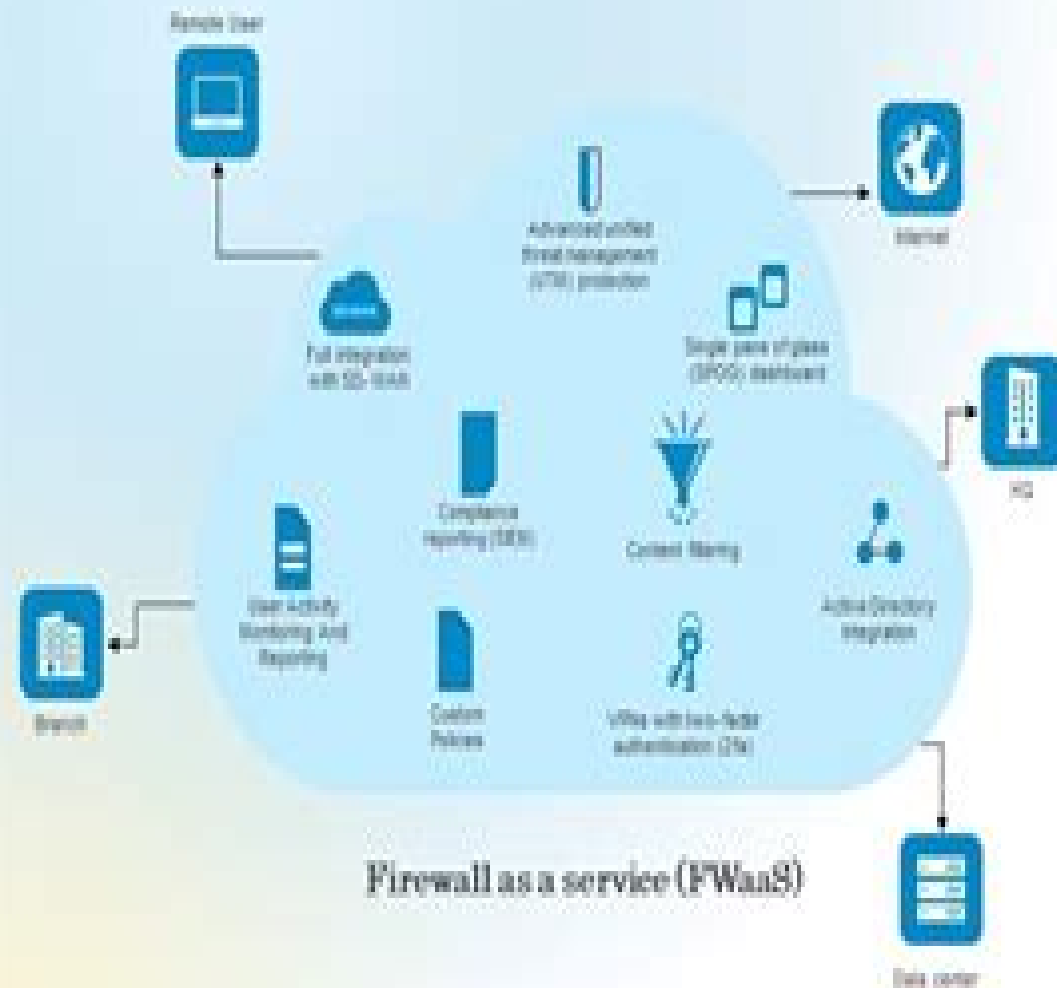 Remote User
Internet
Advanced unified
threat management
(UTM) protection
Full integration
with SD-WAN
Single pane of glass
(SPOG) dashboard
HQ
Compliance
reporting (SIEM)
Content filtering
User Activity
Monitoring And
Reporting
Active Directory
Integration
Branch
Custom
Policies
VPNs with two-factor
authentication (2fa)
Firewall as a service (FWaaS)
Data center